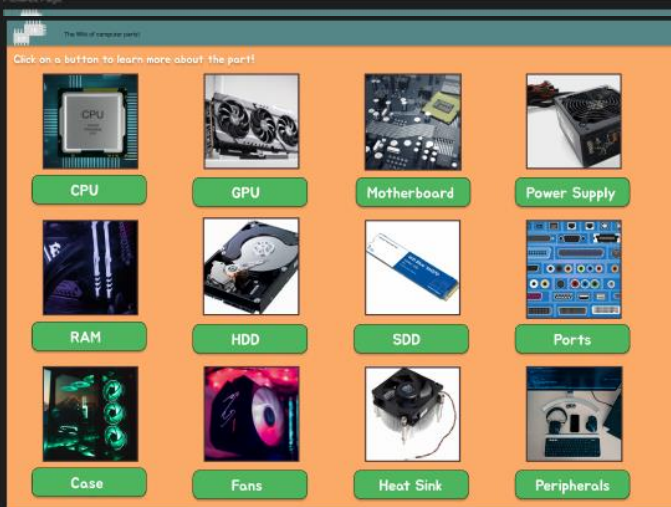 The Wiki of computer parts!
Click on a button to learn more about the part!
CPU
CPU
GPU
Motherboard
Power Supply
RAM
HDD
SDD
Ports
Case
Fans
Heat Sink
Peripherals